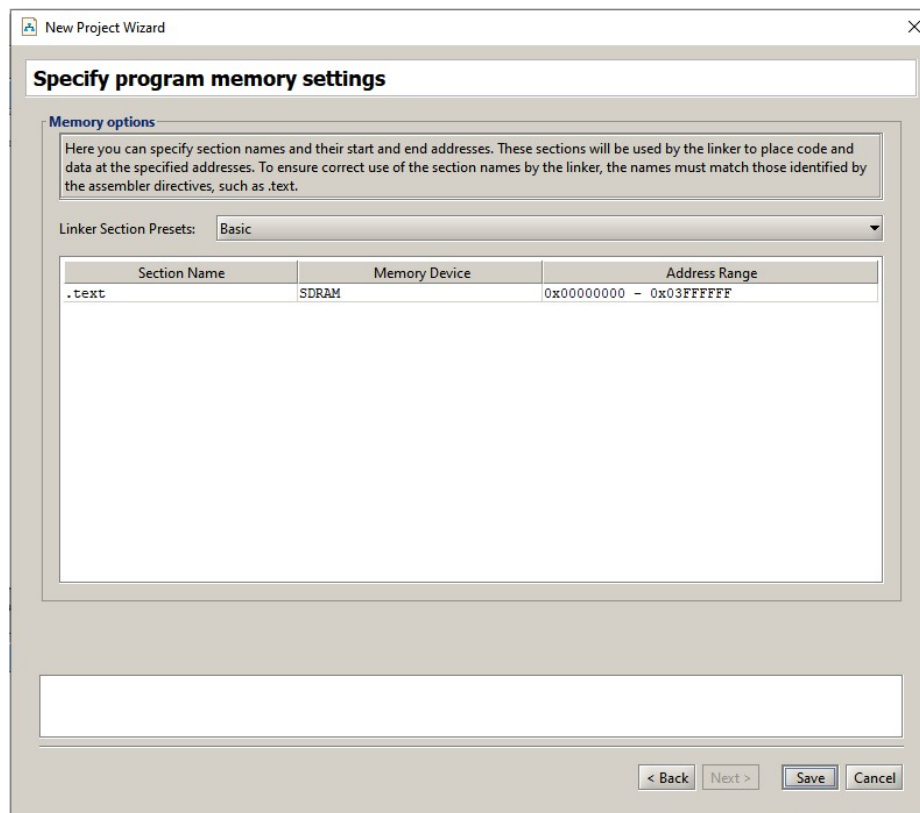 New Project Wizard
Specify program memory settings
Memory options
Here you can specify section names and their start and end addresses. These sections will be used by the linker to place code and
data at the specified addresses. To ensure correct use of the section names by the linker, the names must match those identified by
the assembler directives, such as .text.
Linker Section Presets: Basic
Section Name Memory Device Address Range
.text SDRAM 0x00000000 - 0x03FFFFFF
< Back Next > Save Cancel